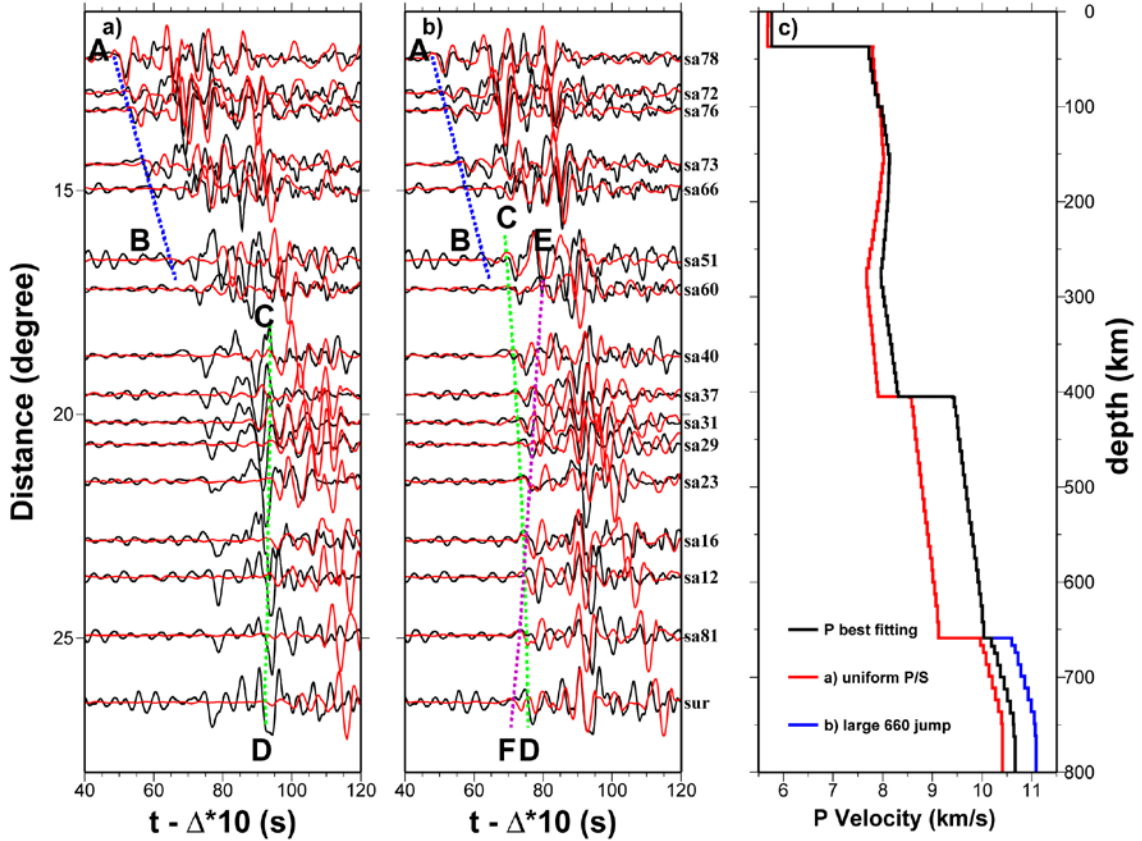 a)
A
B
C
D
15
20
25
Distance (degree)
40 60 80 100 120
t - Δ*10 (s)
b)
A
B
C
E
F D
sa78
sa72
sa76
sa73
sa66
sa51
sa60
sa40
sa37
sa31
sa29
sa23
sa16
sa12
sa81
sur
40 60 80 100 120
t - Δ*10 (s)
c)
0
100
200
300
400
500
600
700
800
depth (km)
P best fitting
a) uniform P/S
b) large 660 jump
6 7 8 9 10 11
P Velocity (km/s)